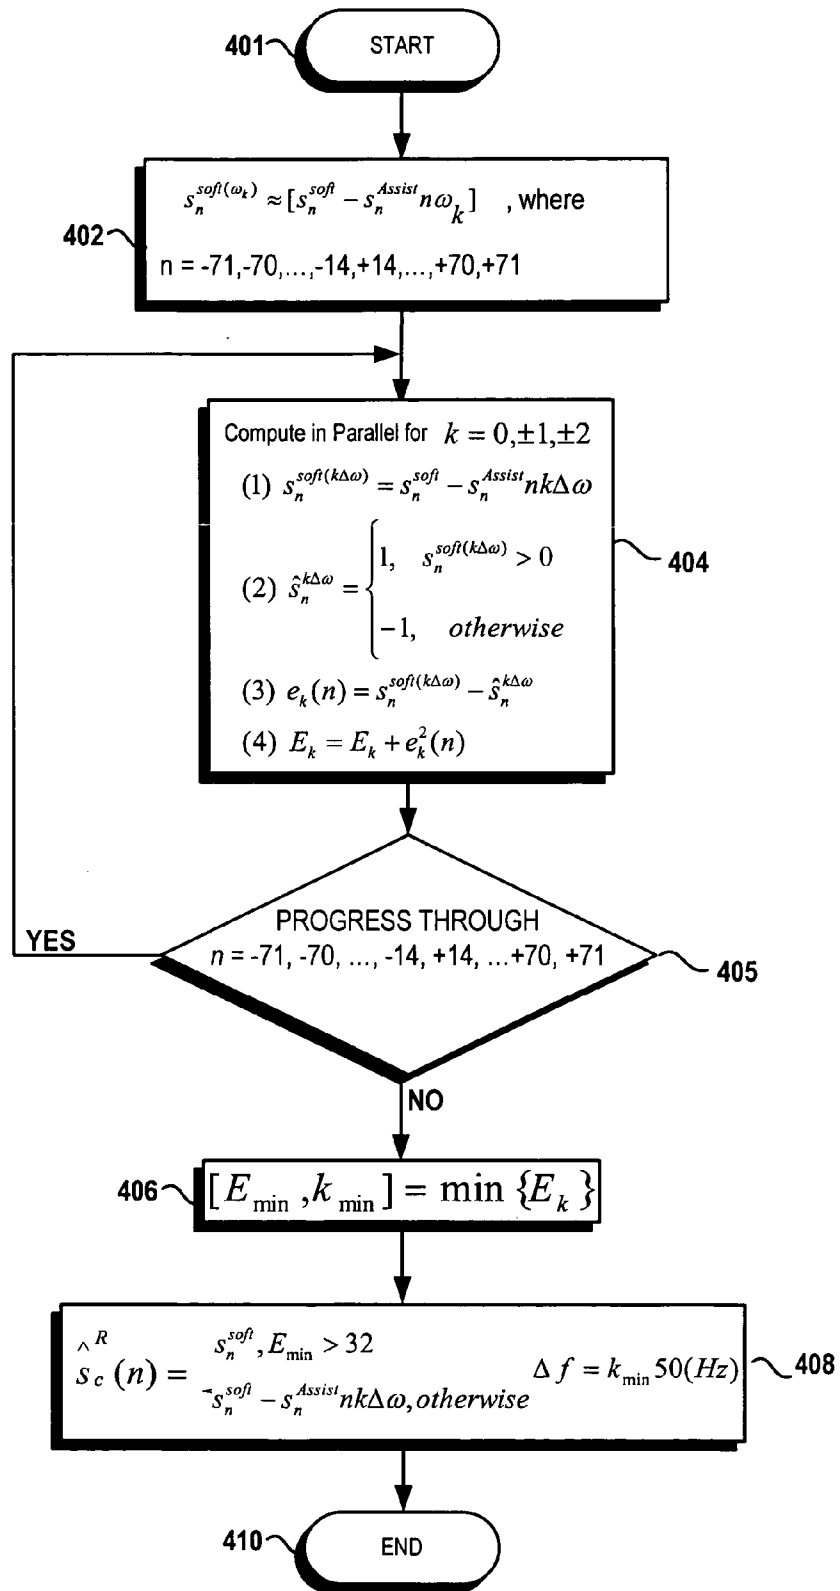 401
START
s_n^{soft(ω_k)} ≈ [s_n^{soft} − s_n^{Assist} nω_k] , where
402
n = -71,-70,...,-14,+14,...,+70,+71
Compute in Parallel for k = 0,±1,±2
(1) s_n^{soft(kΔω)} = s_n^{soft} − s_n^{Assist} nkΔω
404
(2) ŝ_n^{kΔω} = { 1, s_n^{soft(kΔω)} > 0
−1, otherwise
(3) e_k(n) = s_n^{soft(kΔω)} − ŝ_n^{kΔω}
(4) E_k = E_k + e_k^2(n)
PROGRESS THROUGH
YES
n = -71, -70, ..., -14, +14, ...+70, +71
405
NO
406
[E_min ,k_min] = min {E_k}
ŝ_c^R(n) = s_n^{soft}, E_min > 32
s_n^{soft} − s_n^{Assist} nkΔω, otherwise
Δf = k_min 50(Hz)
408
410
END